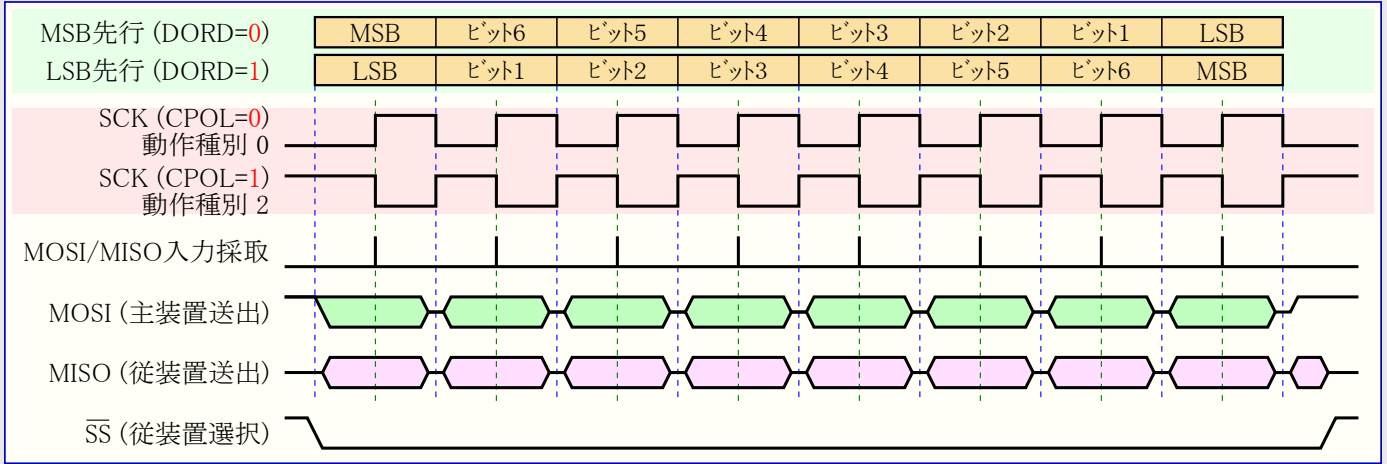 MSB先行 (DORD=0) MSB ビット6 ビット5 ビット4 ビット3 ビット2 ビット1 LSB
LSB先行 (DORD=1) LSB ビット1 ビット2 ビット3 ビット4 ビット5 ビット6 MSB
SCK (CPOL=0)
動作種別 0
SCK (CPOL=1)
動作種別 2
MOSI/MISO入力採取
MOSI (主装置送出)
MISO (従装置送出)
S̅S̅ (従装置選択)